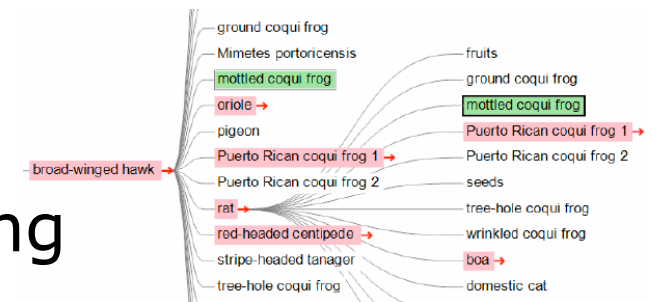 ground coqui frog
Mimetes portoricensis
mottled coqui frog
oriole
pigeon
broad-winged hawk
Puerto Rican coqui frog 1
Puerto Rican coqui frog 2
rat
red-headed centipede
stripe-headed tanager
tree-hole coqui frog
fruits
ground coqui frog
mottled coqui frog
Puerto Rican coqui frog 1
Puerto Rican coqui frog 2
seeds
tree-hole coqui frog
wrinkled coqui frog
boa
domestic cat
ng